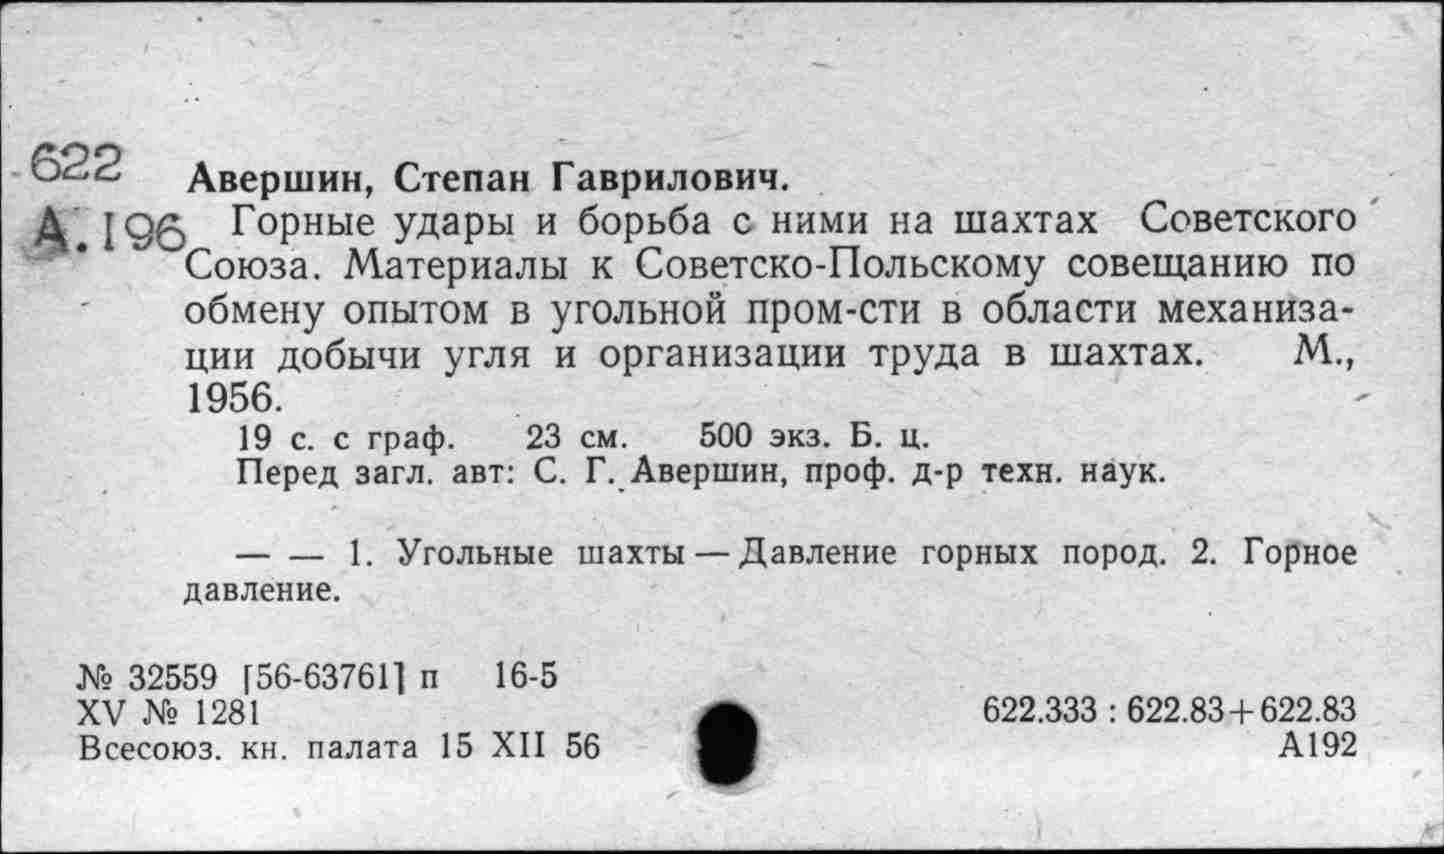 622
Авершин, Степан Гаврилович.
А.I96
Горные удары и борьба с ними на шахтах Советского
Союза. Материалы к Советско-Польскому совещанию по
обмену опытом в угольной пром-сти в области механиза-
ции добычи угля и организации труда в шахтах. М.,
1956.
19 с. с граф. 23 см. 500 экз. Б. ц.
Перед загл. авт: С. Г. Авершин, проф. д-р техн. наук.
— — 1. Угольные шахты — Давление горных пород. 2. Горное
давление.
№ 32559 [56-63761] п 16-5
XV № 1281
622.333 : 622.83+622.83
Всесоюз. кн. палата 15 XII 56
А192